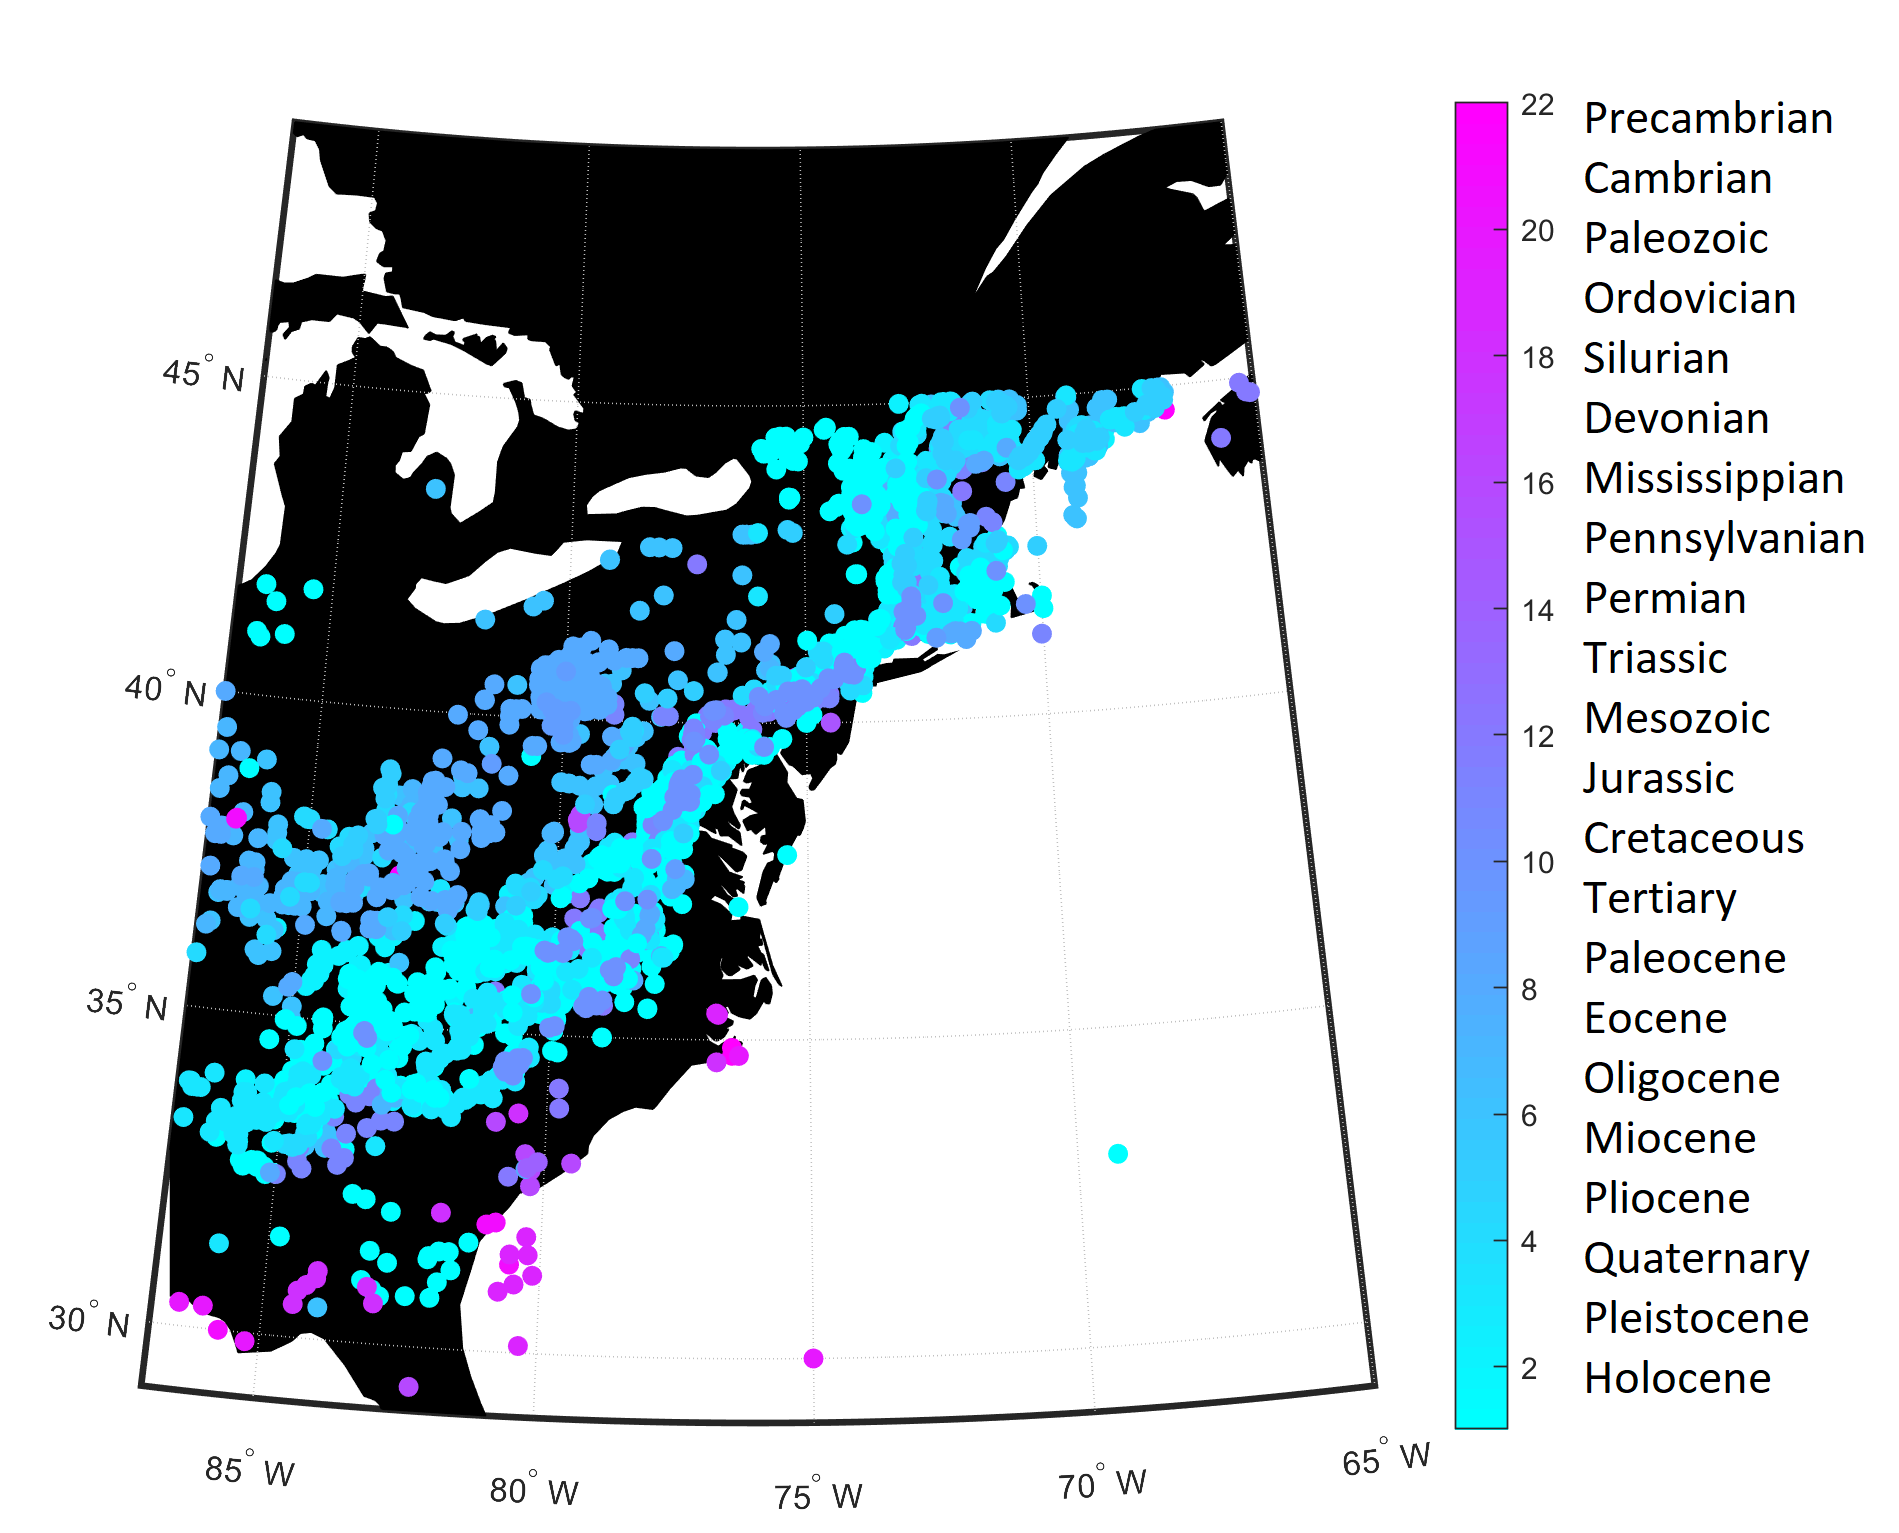 22 Precambrian
Cambrian
20 Paleozoic
Ordovician
18 Silurian
Devonian
16 Mississippian
Pennsylvanian
14 Permian
Triassic
12 Mesozoic
Jurassic
10 Cretaceous
Tertiary
8 Paleocene
Eocene
6 Oligocene
Miocene
4 Pliocene
Quaternary
2 Pleistocene
Holocene
45° N
40° N
35° N
30° N
85° W
80° W
75° W
70° W
65° W